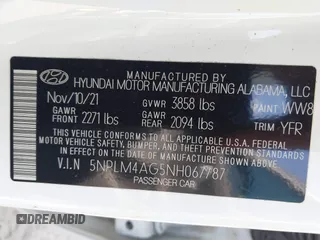 MANUFACTURED BY
HYUNDAI MOTOR MANUFACTURING ALABAMA, LLC
Nov/10/21 GVWR 3858 lbs PAINT WW8
GAWR FRONT 2271 lbs GAWR REAR 2094 lbs TRIM YFR
THIS VEHICLE CONFORMS TO ALL APPLICABLE
U.S. FEDERAL MOTOR VEHICLE SAFETY, BUMPER, AND
THEFT PREVENTION STANDARDS IN EFFECT ON THE
DATE OF MANUFACTURE SHOWN ABOVE.
V.I.N 5NPLM4AG5NH067787
PASSENGER CAR